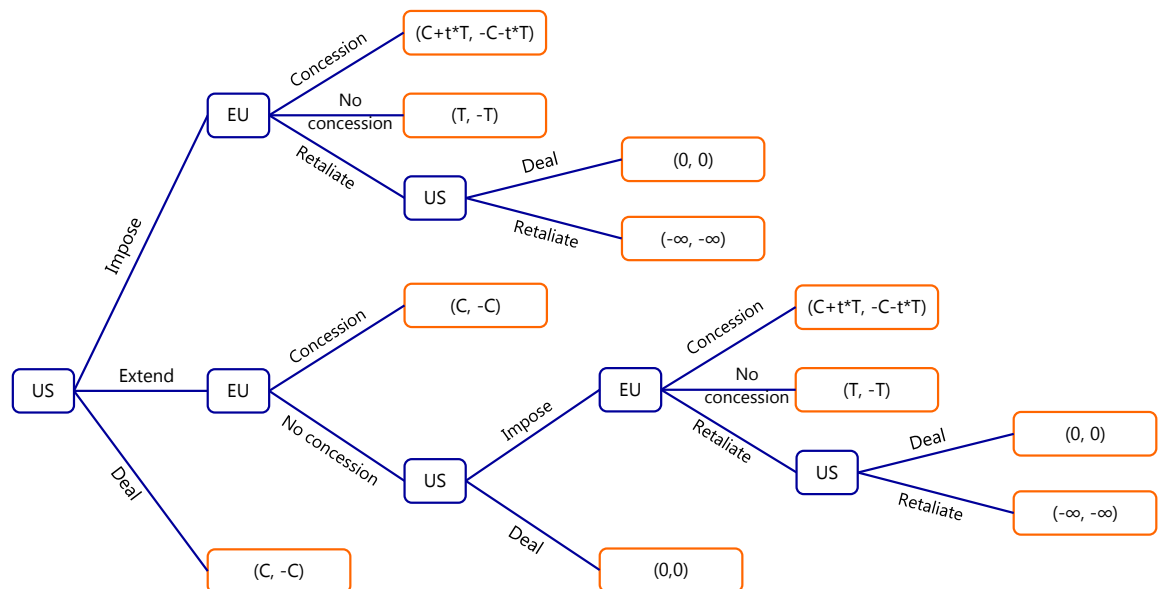 (C+t*T, -C-t*T)
Concession
EU
No
concession
(T, -T)
Retaliate
US
Deal
(0, 0)
Retaliate
(-∞, -∞)
Impose
US
Extend
EU
Concession
(C, -C)
No concession
US
Impose
EU
Concession
(C+t*T, -C-t*T)
No
concession
(T, -T)
Retaliate
US
Deal
(0, 0)
Retaliate
(-∞, -∞)
Deal
(0,0)
Deal
(C, -C)